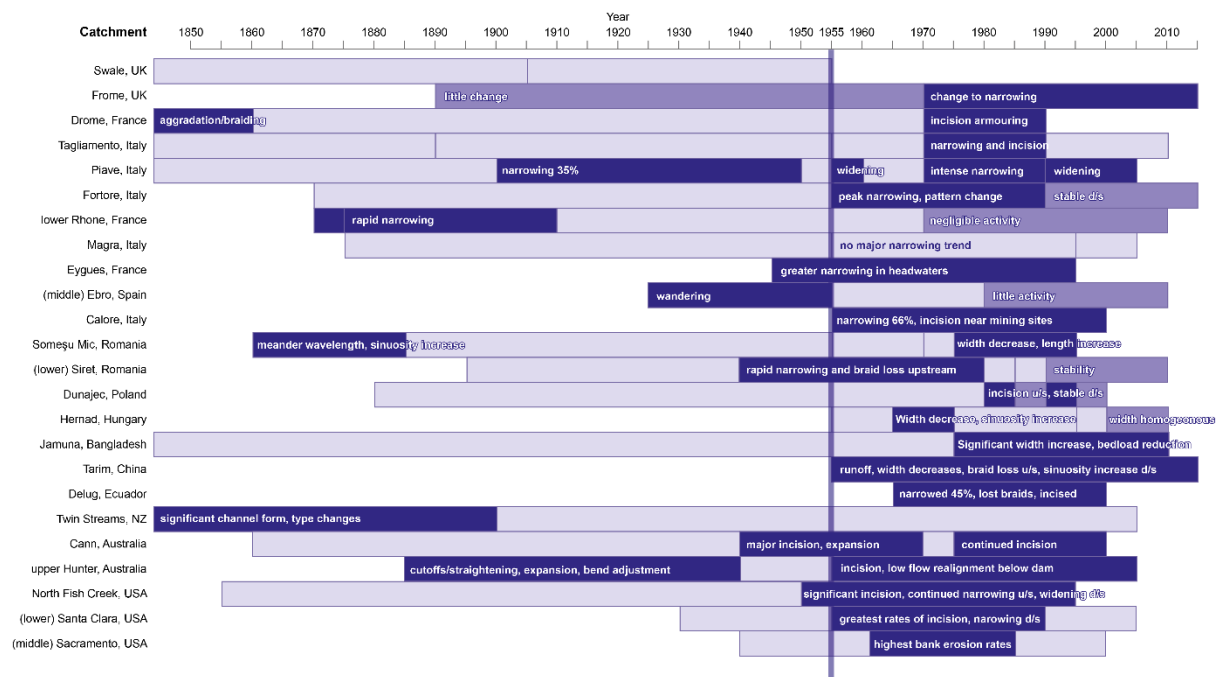 Year
Catchment 1850 1860 1870 1880 1890 1900 1910 1920 1930 1940 1950 1955 1960 1970 1980 1990 2000 2010
Swale, UK
Frome, UK little change change to narrowing
Drome, France aggradation/braiding incision armouring
Tagliamento, Italy narrowing and incision
Piave, Italy narrowing 35% widening intense narrowing widening
Fortore, Italy peak narrowing, pattern change stable d/s
lower Rhone, France rapid narrowing negligible activity
Magra, Italy no major narrowing trend
Eygues, France greater narrowing in headwaters
(middle) Ebro, Spain wandering little activity
Calore, Italy narrowing 66%, incision near mining sites
Someşu Mic, Romania meander wavelength, sinuosity increase width decrease, length increase
(lower) Siret, Romania rapid narrowing and braid loss upstream stability
Dunajec, Poland incision u/s, stable d/s
Hernad, Hungary Width decrease, sinuosity increase width homogeonous
Jamuna, Bangladesh Significant width increase, bedload reduction
Tarim, China runoff, width decreases, braid loss u/s, sinuosity increase d/s
Delug, Ecuador narrowed 45%, lost braids, incised
Twin Streams, NZ significant channel form, type changes
Cann, Australia major incision, expansion continued incision
upper Hunter, Australia cutoffs/straightening, expansion, bend adjustment incision, low flow realignment below dam
North Fish Creek, USA significant incision, continued narrowing u/s, widening d/s
(lower) Santa Clara, USA greatest rates of incision, narowing d/s
(middle) Sacramento, USA highest bank erosion rates